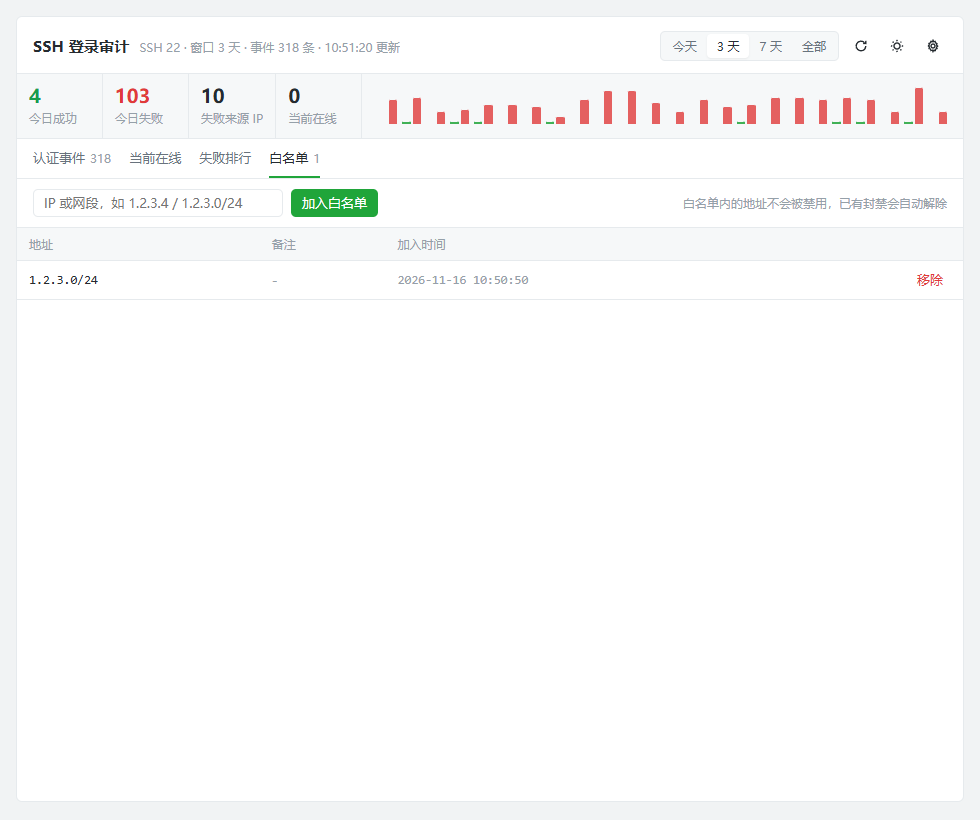 SSH 登录审计 SSH 22 · 窗口 3 天 · 事件 318 条 · 10:51:20 更新 今天 3 天 7 天 全部
4 103 10 0
今日成功 今日失败 失败来源 IP 当前在线
认证事件 318 当前在线 失败排行 白名单 1
IP 或网段，如 1.2.3.4 / 1.2.3.0/24 加入白名单 白名单内的地址不会被禁用，已有封禁会自动解除
地址 备注 加入时间
1.2.3.0/24 - 2026-11-16 10:50:50 移除